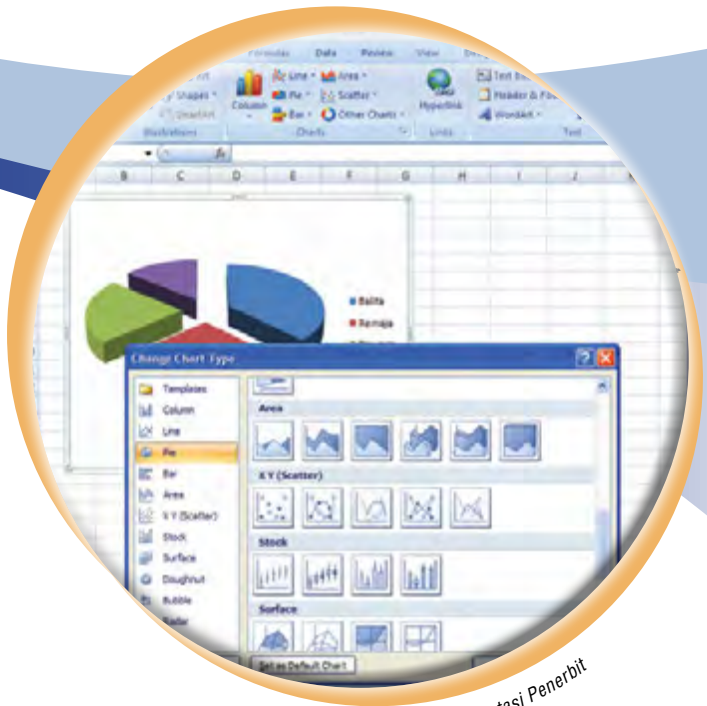 Formulas Data Review View
Line Area Text Box
Shapes Column Pie Scatter Hyperlink Header &
SmartArt Bar Other Charts WordArt
Illustrations Charts Links Text
fx
B C D E F G H I J
Balita
Remaja
Change Chart Type
Templates
Column
Area
Line
Pie
Bar
X Y (Scatter)
Area
X Y (Scatter)
Stock
Stock
Surface
Doughnut
Surface
Bubble
Radar
Set as Default Chart
Penerbit